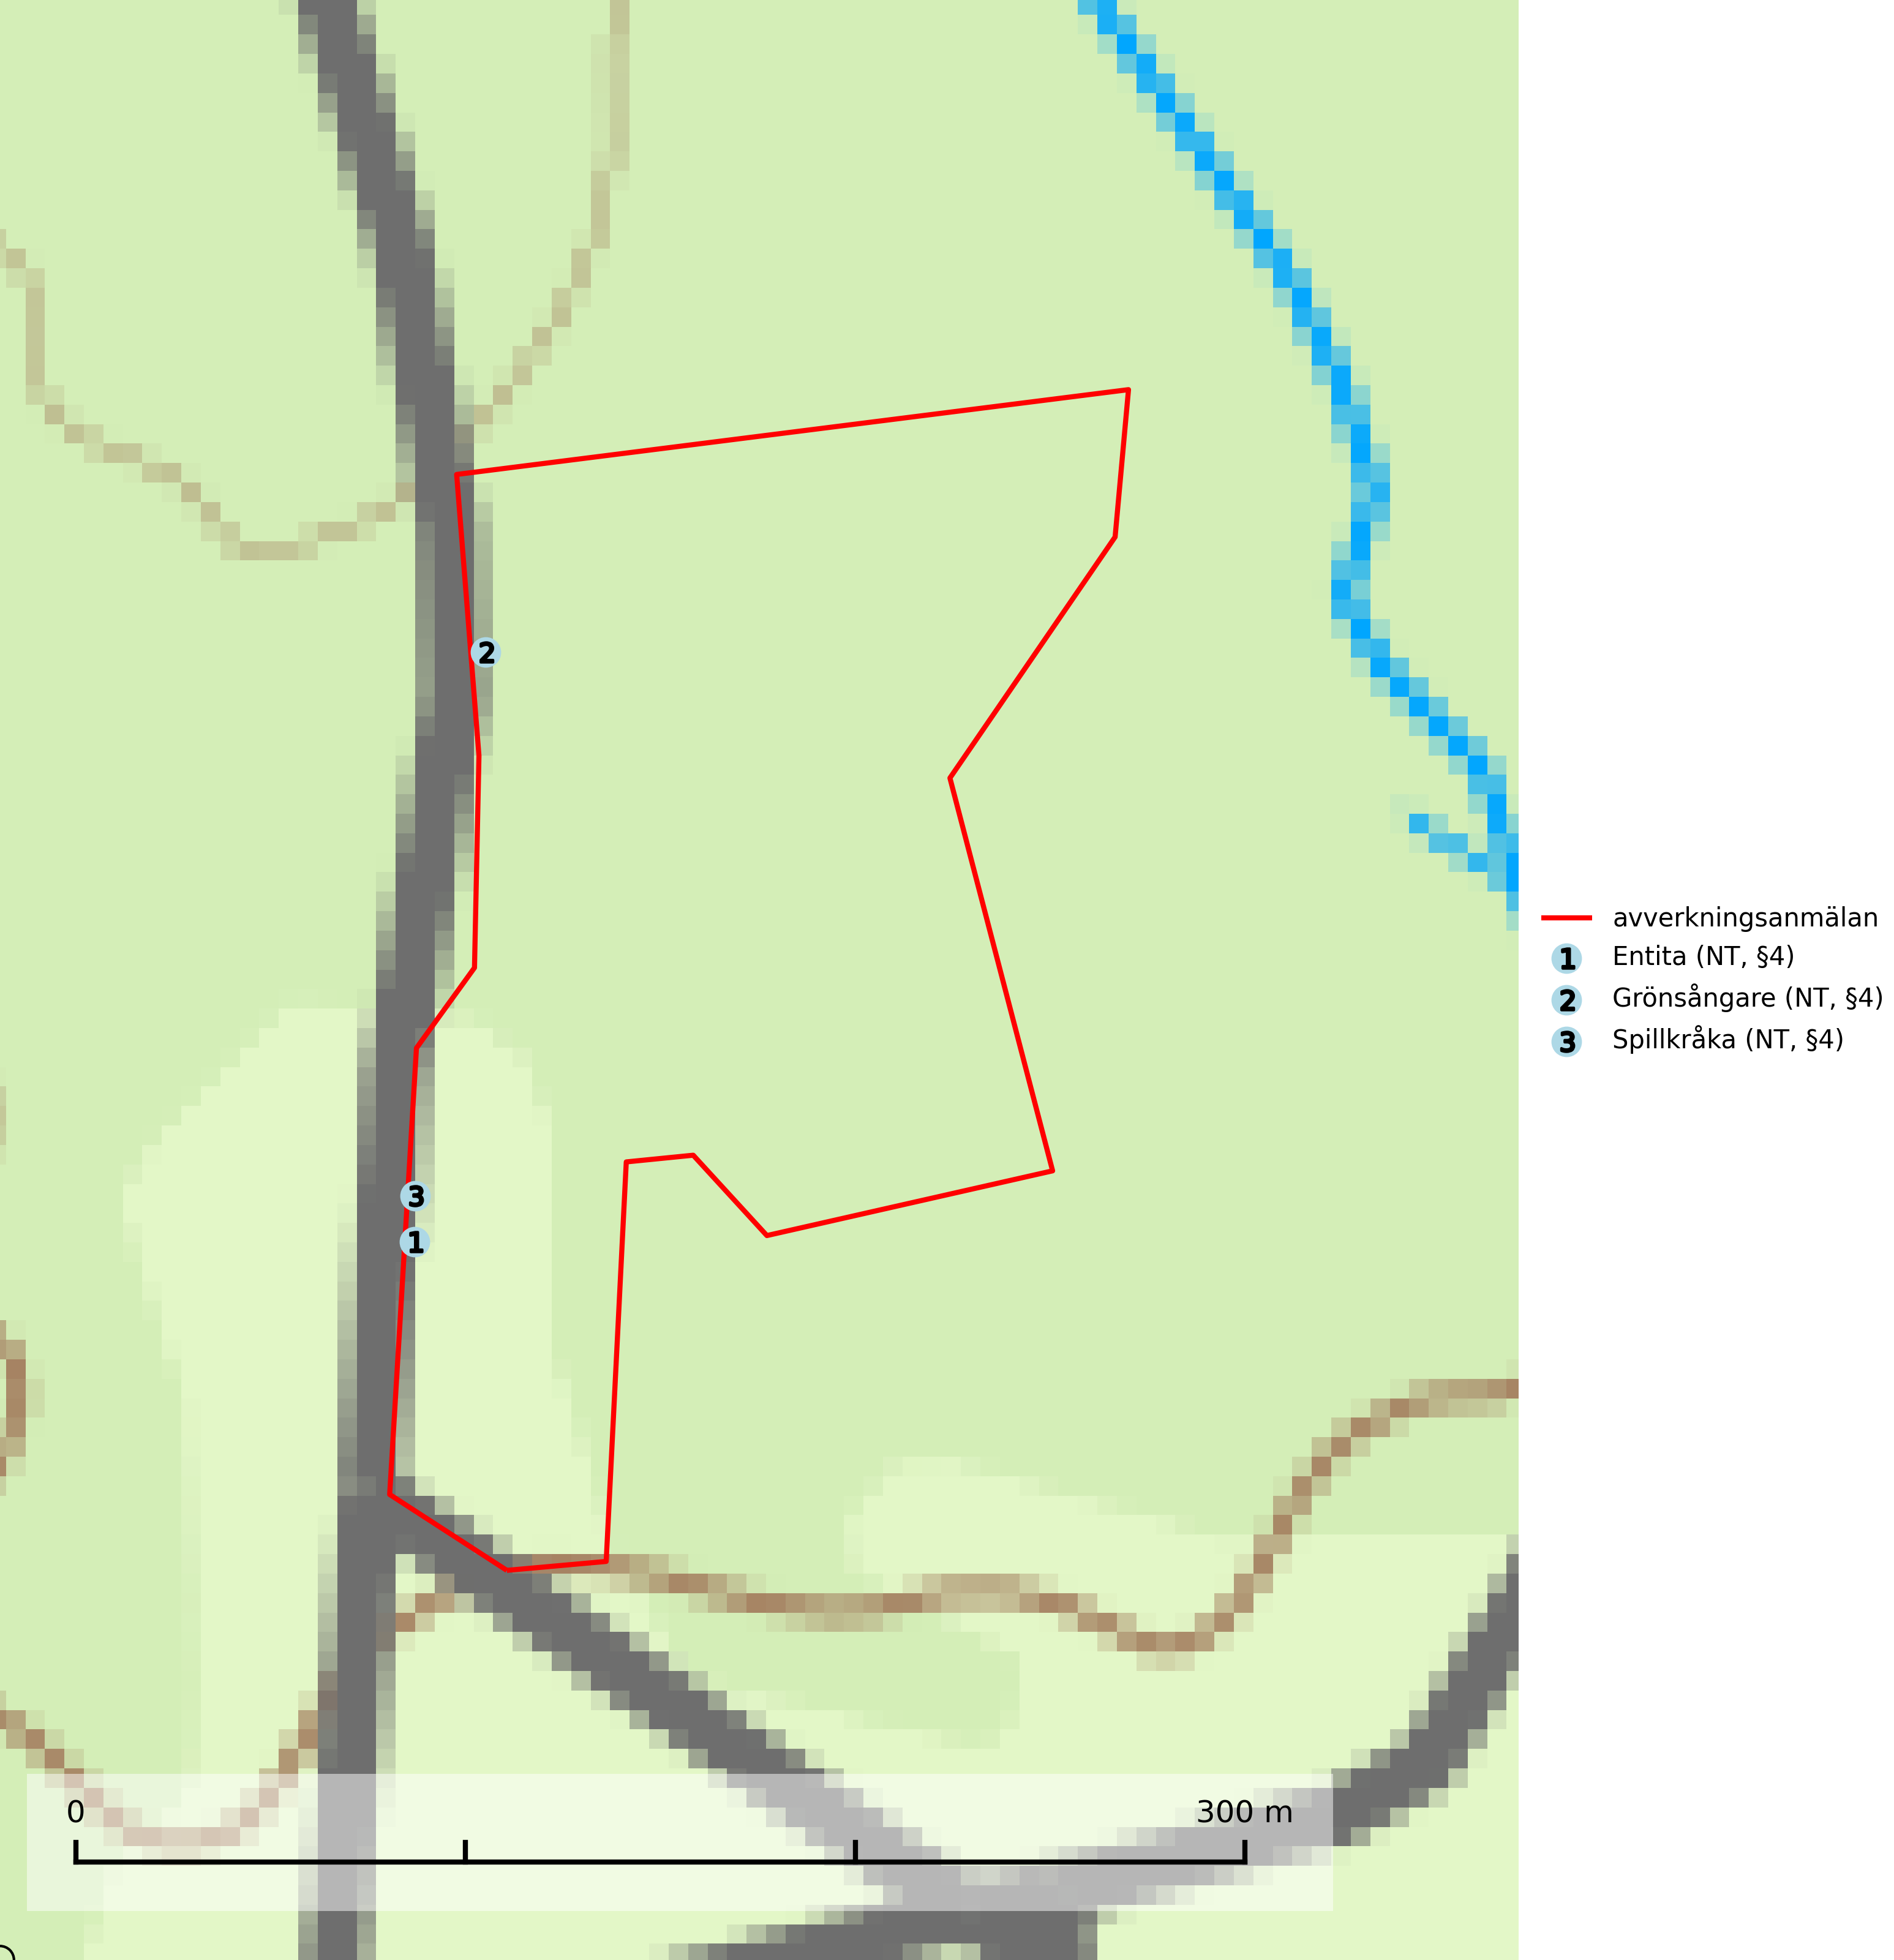 2
3
1
avverkningsanmälan
1 Entita (NT, §4)
2 Grönsångare (NT, §4)
3 Spillkråka (NT, §4)
0 300 m